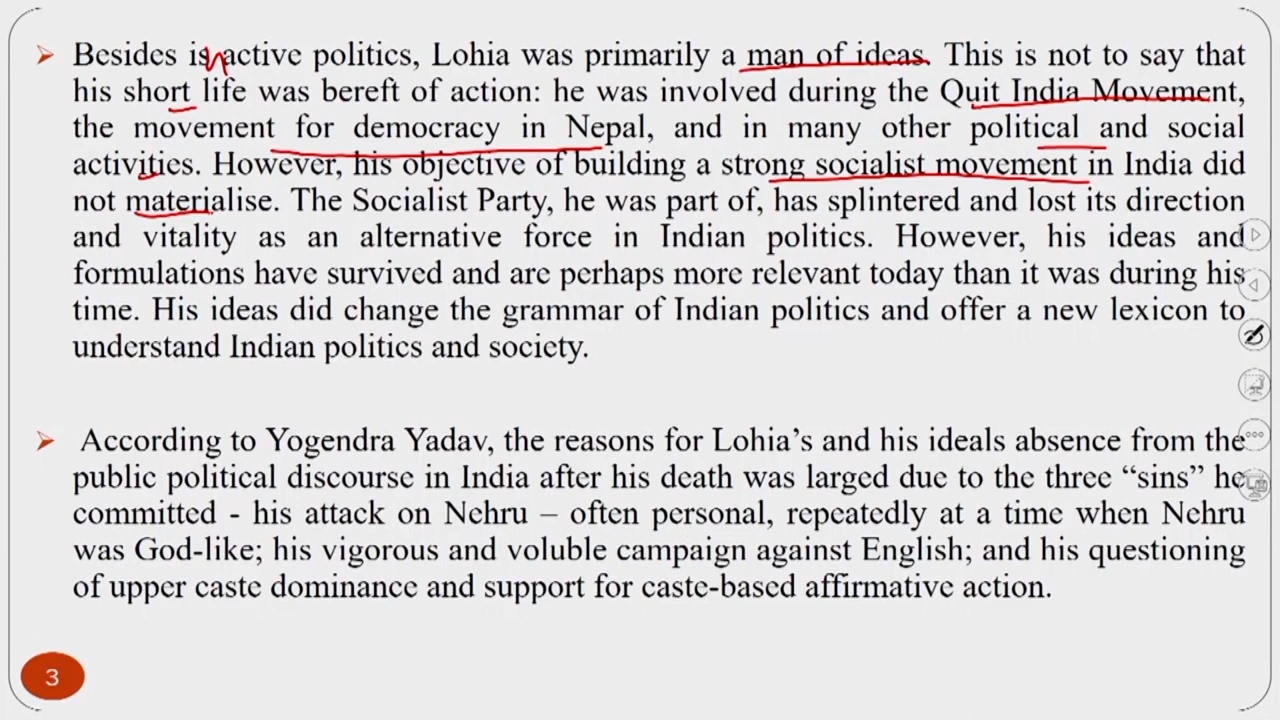 Besides is active politics, Lohia was primarily a man of ideas. This is not to say that
his short life was bereft of action: he was involved during the Quit India Movement,
the movement for democracy in Nepal, and in many other political and social
activities. However, his objective of building a strong socialist movement in India did
not materialise. The Socialist Party, he was part of, has splintered and lost its direction
and vitality as an alternative force in Indian politics. However, his ideas and
formulations have survived and are perhaps more relevant today than it was during his
time. His ideas did change the grammar of Indian politics and offer a new lexicon to
understand Indian politics and society.
According to Yogendra Yadav, the reasons for Lohia’s and his ideals absence from the
public political discourse in India after his death was larged due to the three “sins” he
committed - his attack on Nehru – often personal, repeatedly at a time when Nehru
was God-like; his vigorous and voluble campaign against English; and his questioning
of upper caste dominance and support for caste-based affirmative action.
3